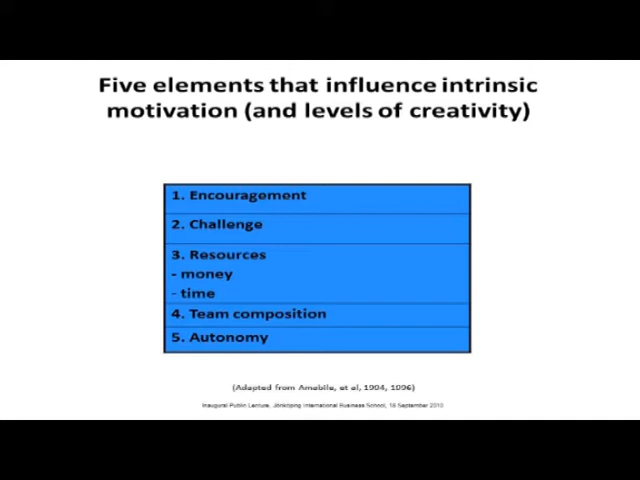 Five elements that influence intrinsic
motivation (and levels of creativity)
1. Encouragement
2. Challenge
3. Resources
- money
- time
4. Team composition
5. Autonomy
(Adapted from Amabile, et al, 1994, 1996)
Inaugural Public Lecture, Jönköping International Business School, 16 September 2010